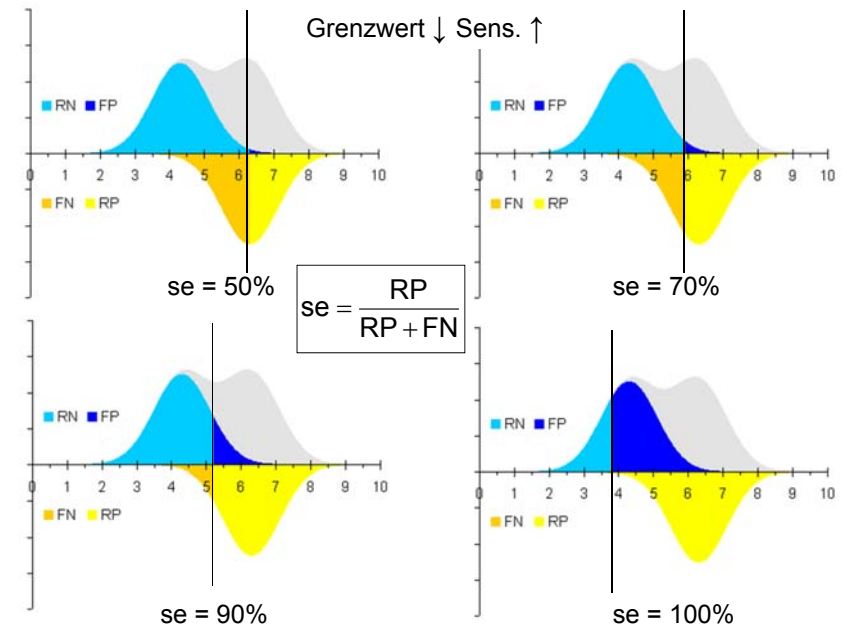 Grenzwert ↓ Sens. ↑
RN FP
0 1 2 3 4 5 6 7 8 9 10
FN RP
se = 50%
RN FP
0 1 2 3 4 5 6 7 8 9 10
FN RP
se = 70%
se = RP / RP + FN
RN FP
0 1 2 3 4 5 6 7 8 9 10
FN RP
se = 90%
RN FP
0 1 2 3 4 5 6 7 8 9 10
FN RP
se = 100%